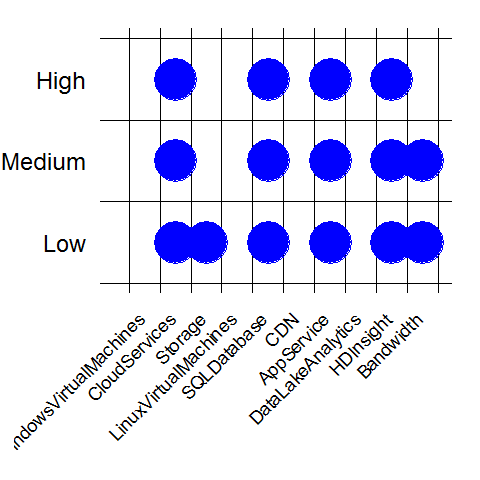 High
Medium
Low
ndowsVirtualMachines
CloudServices
Storage
LinuxVirtualMachines
SQLDatabase
CDN
AppService
DataLakeAnalytics
HDInsight
Bandwidth